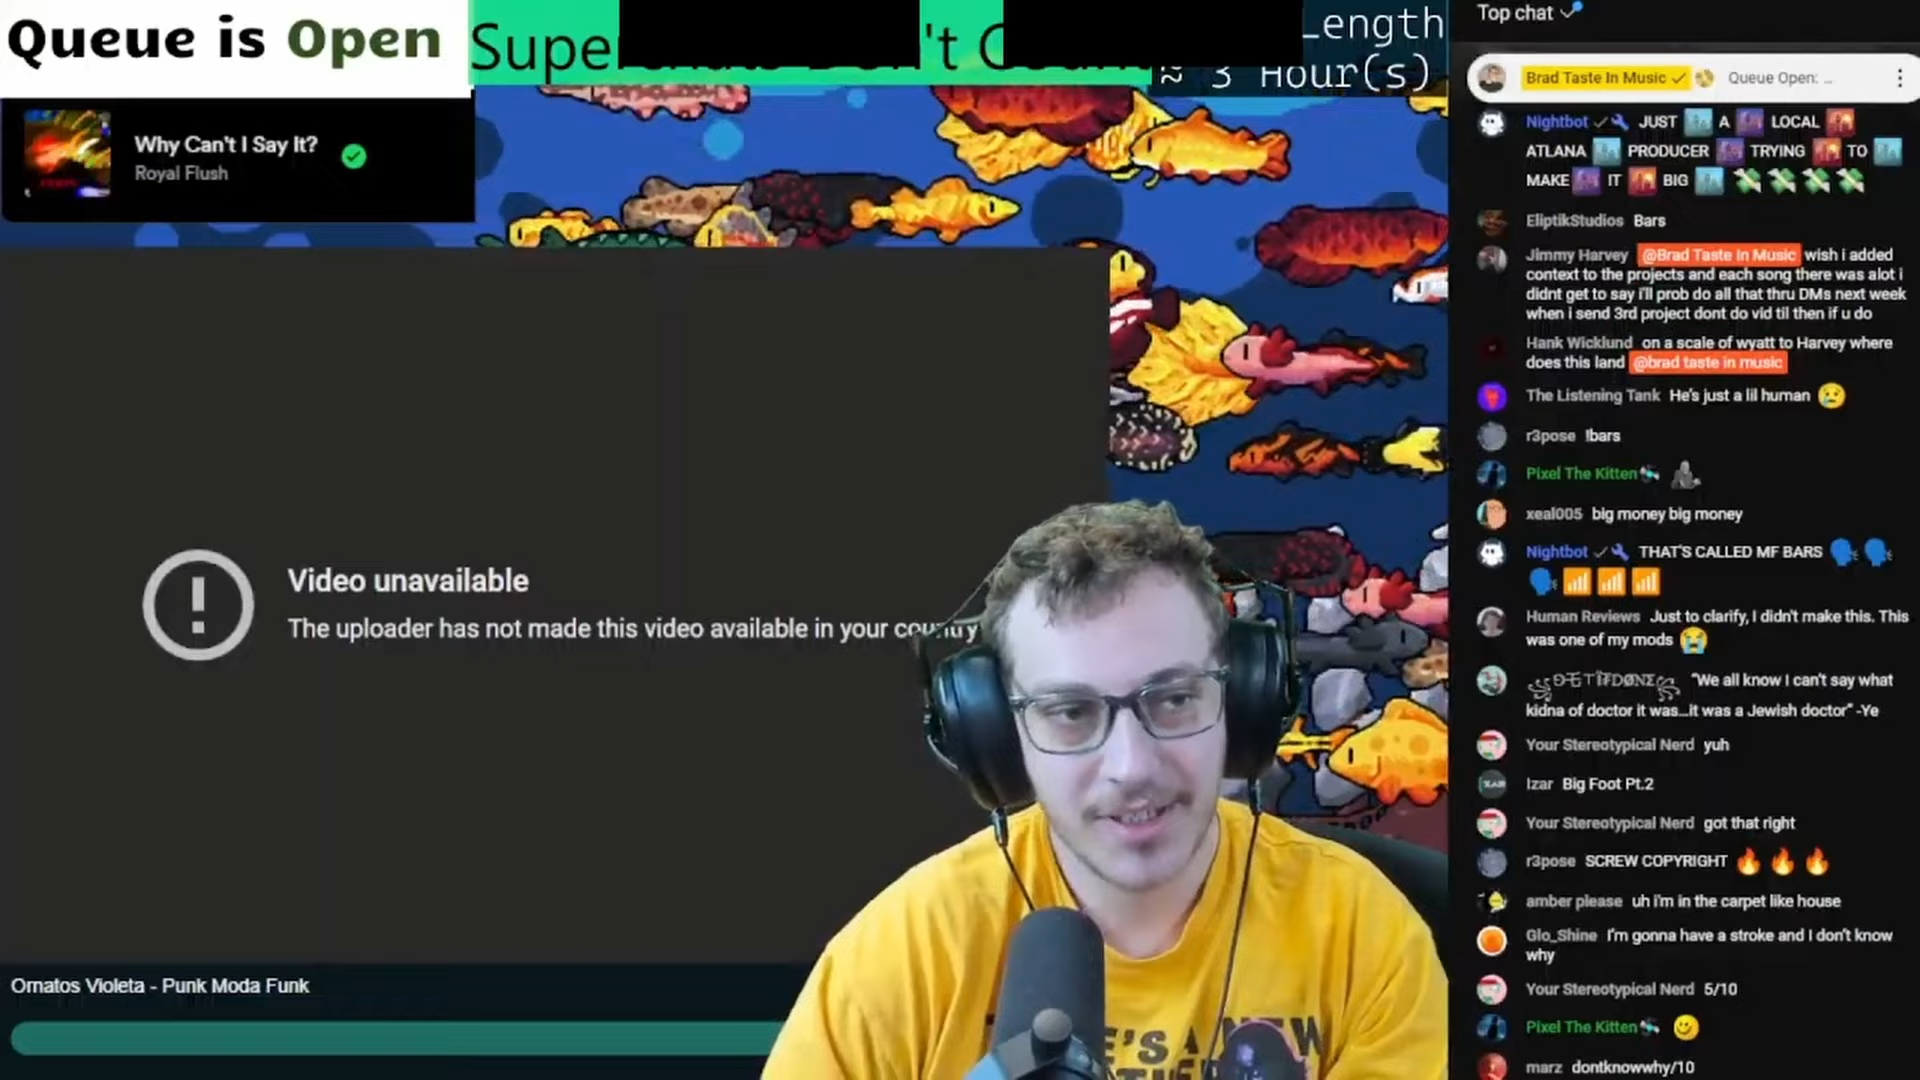 Queue is Open
Super
't C
Length
≈ 3 Hour(s)
Why Can't I Say It?
Royal Flush
Video unavailable
The uploader has not made this video available in your country
Ornatos Violeta - Punk Moda Funk
Top chat
Brad Taste In Music Queue Open: ...
Nightbot JUST A LOCAL
ATLANA PRODUCER TRYING TO
MAKE IT BIG
EliptikStudios Bars
Jimmy Harvey @Brad Taste In Music wish i added
context to the projects and each song there was alot i
didnt get to say i'll prob do all that thru DMs next week
when i send 3rd project dont do vid til then if u do
Hank Wicklund on a scale of wyatt to Harvey where
does this land @brad taste in music
The Listening Tank He's just a lil human
r3pose !bars
Pixel The Kitten
xeal005 big money big money
Nightbot THAT'S CALLED MF BARS
Human Reviews Just to clarify, I didn't make this. This
was one of my mods
"We all know I can't say what
kidna of doctor it was...it was a Jewish doctor" -Ye
Your Stereotypical Nerd yuh
Izar Big Foot Pt.2
Your Stereotypical Nerd got that right
r3pose SCREW COPYRIGHT
amber please uh i'm in the carpet like house
Glo_Shine I'm gonna have a stroke and I don't know
why
Your Stereotypical Nerd 5/10
Pixel The Kitten
marz dontknowwhy/10